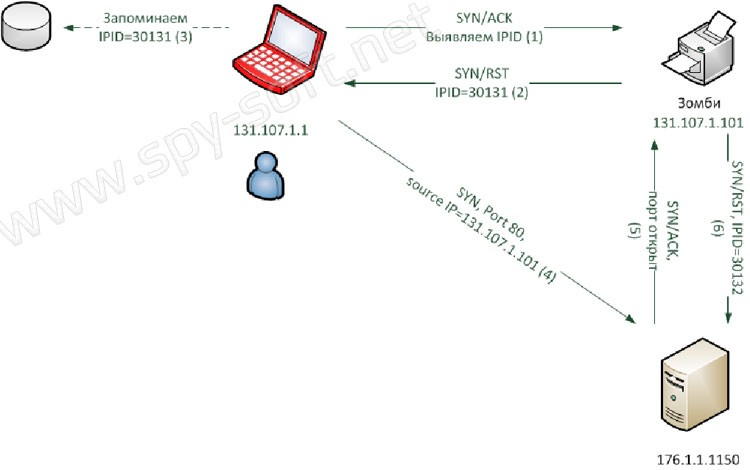 Запоминаем
IPID=30131 (3)
SYN/ACK
Выявляем IPID (1)
SYN/RST
IPID=30131 (2)
Зомби
131.107.1.101
131.107.1.1
www.spy-soft.net
SYN, Port 80,
source IP=131.107.1.101 (4)
SYN/ACK,
порт открыт
(5)
SYN/RST, IPID=30132
(6)
176.1.1.1150